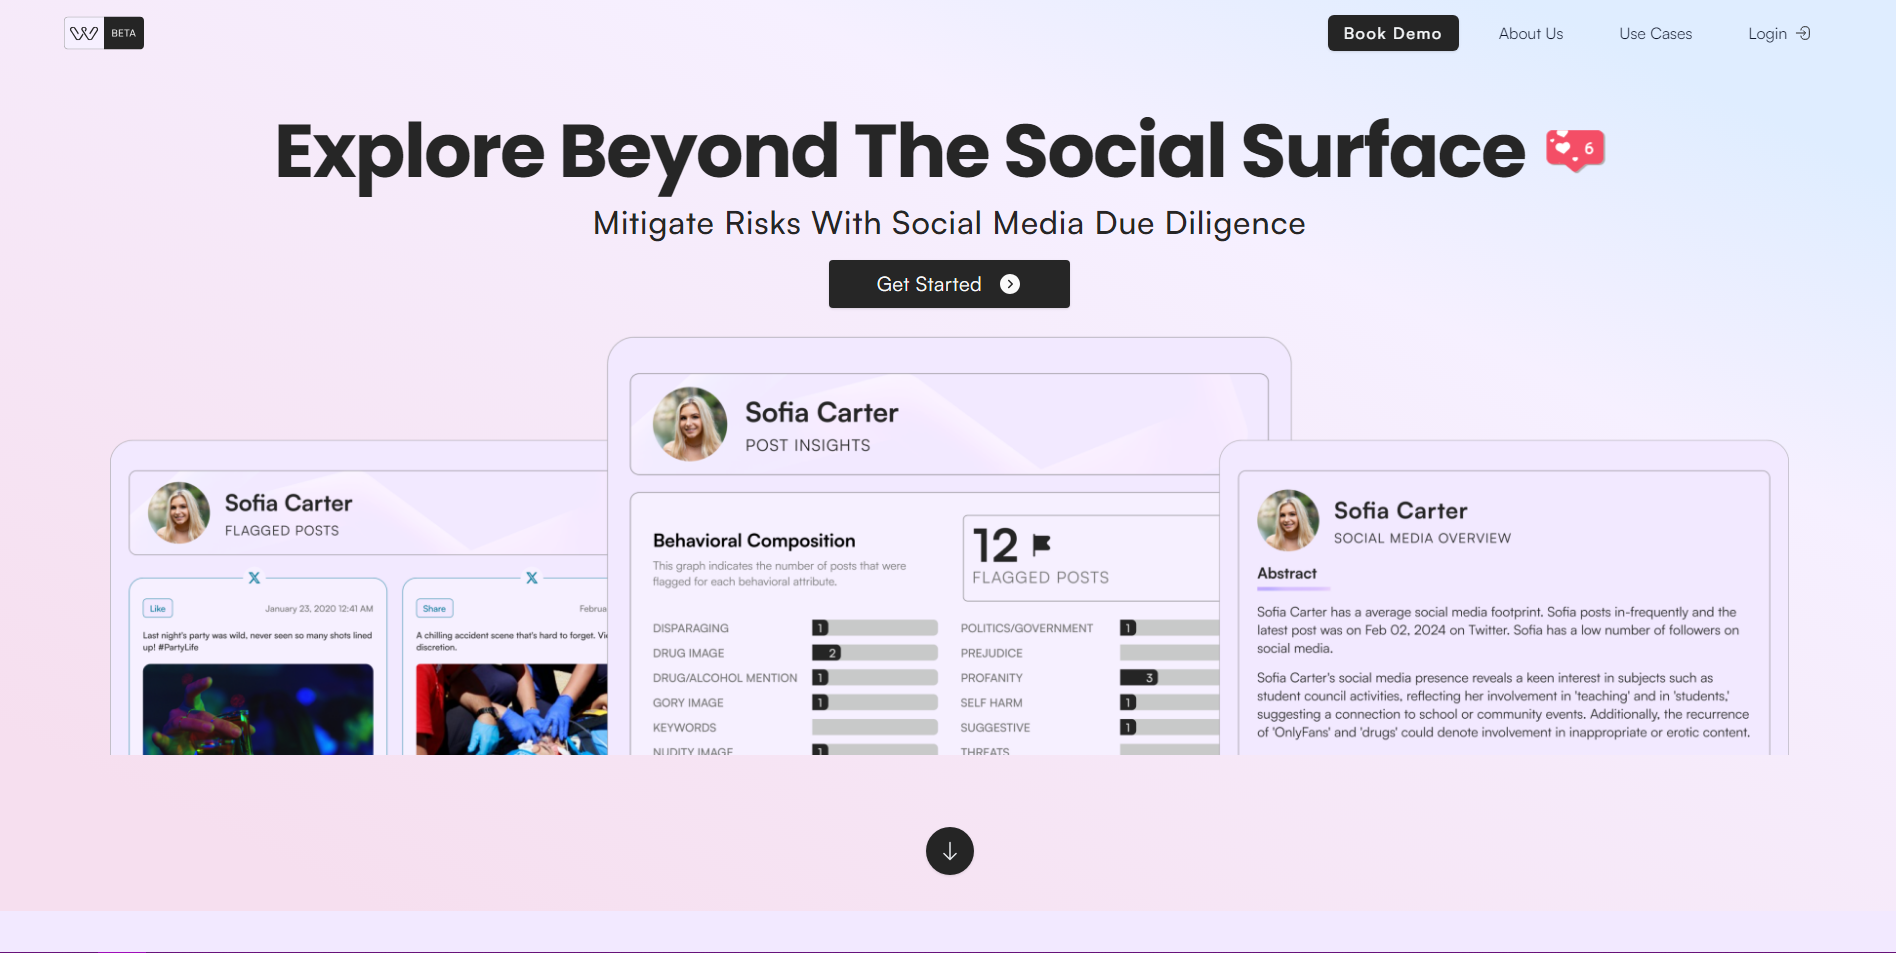 W BETA
Book Demo
About Us
Use Cases
Login
Explore Beyond The Social Surface
6
Mitigate Risks With Social Media Due Diligence
Get Started
Sofia Carter
FLAGGED POSTS
X
Like
January 23, 2020 12:41 AM
Last night's party was wild, never seen so many shots lined
up! #PartyLife
X
Share
Februa
A chilling accident scene that's hard to forget. Vi
discretion.
Sofia Carter
POST INSIGHTS
Behavioral Composition
This graph indicates the number of posts that were
flagged for each behavioral attribute.
12
FLAGGED POSTS
DISPARAGING 1
DRUG IMAGE 2
DRUG/ALCOHOL MENTION 1
GORY IMAGE 1
KEYWORDS
NUDITY IMAGE 1
POLITICS/GOVERNMENT 1
PREJUDICE
PROFANITY 3
SELF HARM 1
SUGGESTIVE 1
THREATS
Sofia Carter
SOCIAL MEDIA OVERVIEW
Abstract
Sofia Carter has a average social media footprint. Sofia posts in-frequently and the
latest post was on Feb 02, 2024 on Twitter. Sofia has a low number of followers on
social media.
Sofia Carter's social media presence reveals a keen interest in subjects such as
student council activities, reflecting her involvement in 'teaching' and in 'students,'
suggesting a connection to school or community events. Additionally, the recurrence
of 'OnlyFans' and 'drugs' could denote involvement in inappropriate or erotic content.